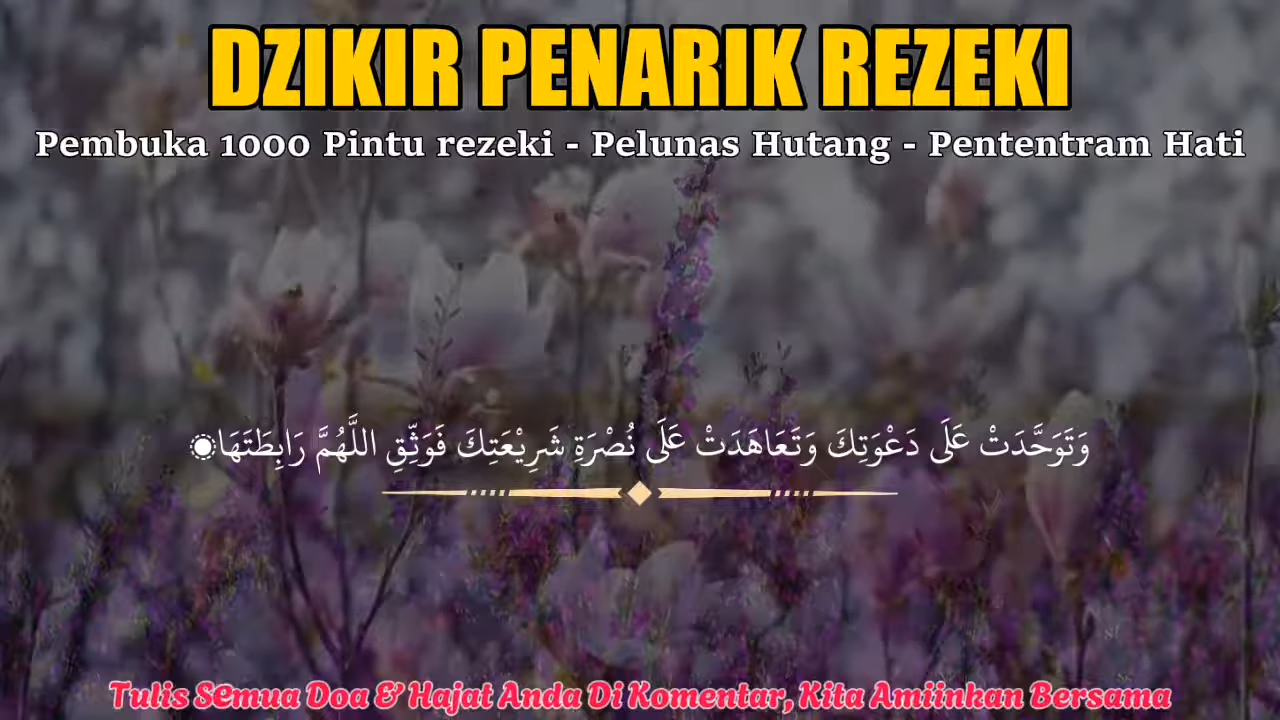 DZIKIR PENARIK REZEKI
Pembuka 1000 Pintu rezeki - Pelunas Hutang - Pententram Hati
وَتَوَحَّدَتْ عَلَى دَعْوَتِكَ وَتَعَاهَدَتْ عَلَى نُصْرَةِ شَرِيْعَتِكَ فَوَثِّقِ اللَّهُمَّ رَابِطَتَهَا
Tulis Semua Doa & Hajat Anda Di Komentar, Kita Amiinkan Bersama